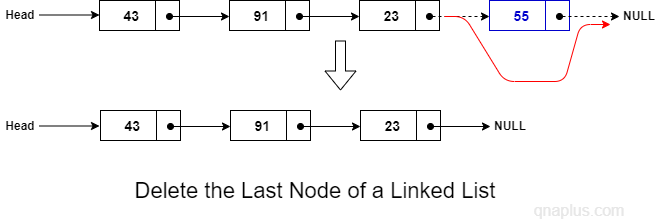 Head 43 91 23 55 NULL
Head 43 91 23 NULL
Delete the Last Node of a Linked List
qnaplus.com